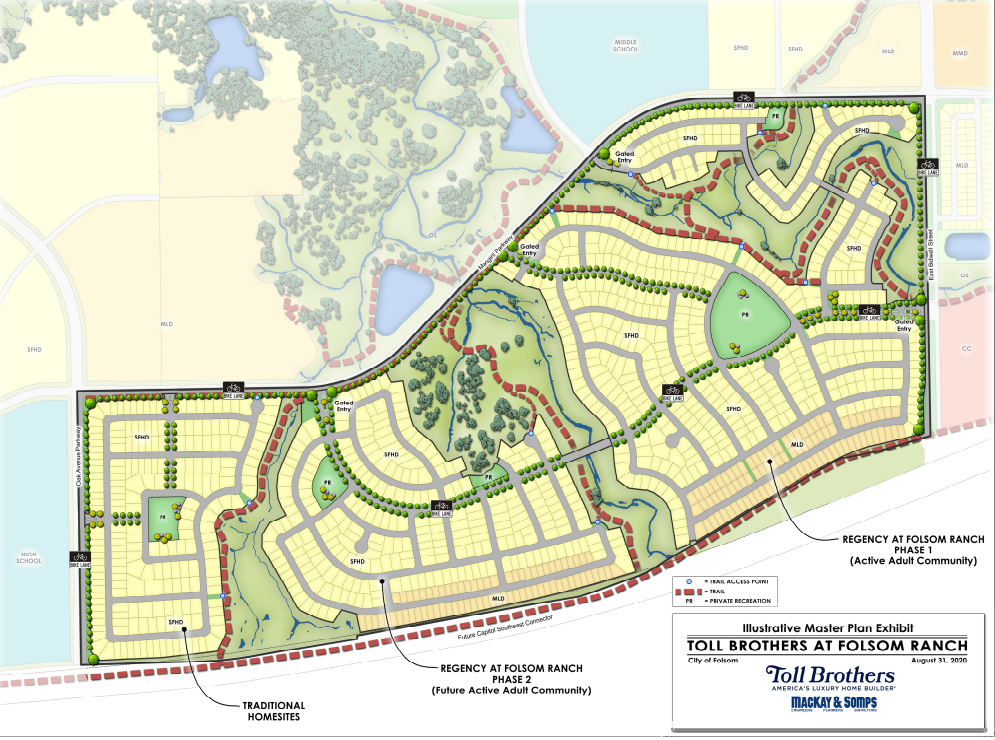 MIDDLE
SCHOOL
SFHD
SFHD
MLD
MMD
BIKE LANE
PR
SFHD
SFHD
Gated
Entry
BIKE LANE
MLD
OS
Mangini Parkway
Gated
Entry
SFHD
East Bidwell Street
OS
MLD
PR
BIKE LANE
Gated
Entry
SFHD
SFHD
CC
BIKE LANE
BIKE LANE
Gated
Entry
SFHD
MLD
Oak Avenue Parkway
SFHD
SFHD
PR
PR
BIKE LANE
PR
HIGH
SCHOOL
BIKE LANE
REGENCY AT FOLSOM RANCH
PHASE 1
(Active Adult Community)
= TRAIL ACCESS POINT
= TRAIL
PR = PRIVATE RECREATION
MLD
SFHD
Future Capitol Southeast Connector
REGENCY AT FOLSOM RANCH
PHASE 2
(Future Active Adult Community)
TRADITIONAL
HOMESITES
Illustrative Master Plan Exhibit
TOLL BROTHERS AT FOLSOM RANCH
City of Folsom August 31, 2020
Toll Brothers
AMERICA'S LUXURY HOME BUILDER®
MACKAY & SOMPS
ENGINEERS PLANNERS SURVEYORS